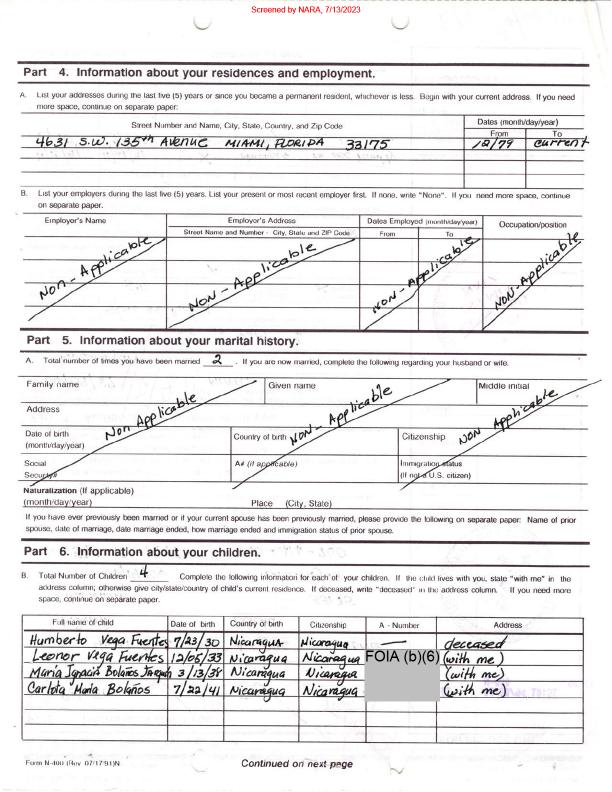 Screened by NARA, 7/13/2023
Part 4. Information about your residences and employment.
A. List your addresses during the last five (5) years or since you became a permanent resident, whichever is less. Begin with your current address. If you need
more space, continue on separate paper:
Street Number and Name, City, State, Country, and Zip Code Dates (month/day/year)
From To
4631 S.W. 135th AVENUE MIAMI, FLORIDA 33175 12/79 current
B. List your employers during the last five (5) years. List your present or most recent employer first. If none, write "None". If you need more space, continue
on separate paper.
Employer's Name Employer's Address Dates Employed (month/day/year) Occupation/position
Street Name and Number - City, State and ZIP Code From To
Non-Applicable NON-Applicable NON-Applicable NON-Applicable
Part 5. Information about your marital history.
A. Total number of times you have been married 2 . If you are now married, complete the following regarding your husband or wife.
Family name Given name Middle initial
Address
Non Applicable NON-Applicable NON Applicable
Date of birth Country of birth Citizenship
(month/day/year)
Social A# (if applicable) Immigration status
Security# (If not a U.S. citizen)
Naturalization (If applicable)
(month/day/year) Place (City, State)
If you have ever previously been married or if your current spouse has been previously married, please provide the following on separate paper: Name of prior
spouse, date of marriage, date marriage ended, how marriage ended and immigration status of prior spouse.
Part 6. Information about your children.
B. Total Number of Children 4 Complete the following information for each of your children. If the child lives with you, state "with me" in the
address column; otherwise give city/state/country of child's current residence. If deceased, write "deceased" in the address column. If you need more
space, continue on separate paper.
Full name of child Date of birth Country of birth Citizenship A - Number Address
Humberto Vega Fuentes 7/23/30 Nicaragua Nicaragua — deceased
Leonor Vega Fuentes 12/05/33 Nicaragua Nicaragua FOIA (b)(6) (with me)
María Ignacia Bolaños 3/13/38 Nicaragua Nicaragua (with me)
Carlota María Bolaños 7/22/41 Nicaragua Nicaragua (with me)
Form N-400 (Rev. 07/17/91)N Continued on next page